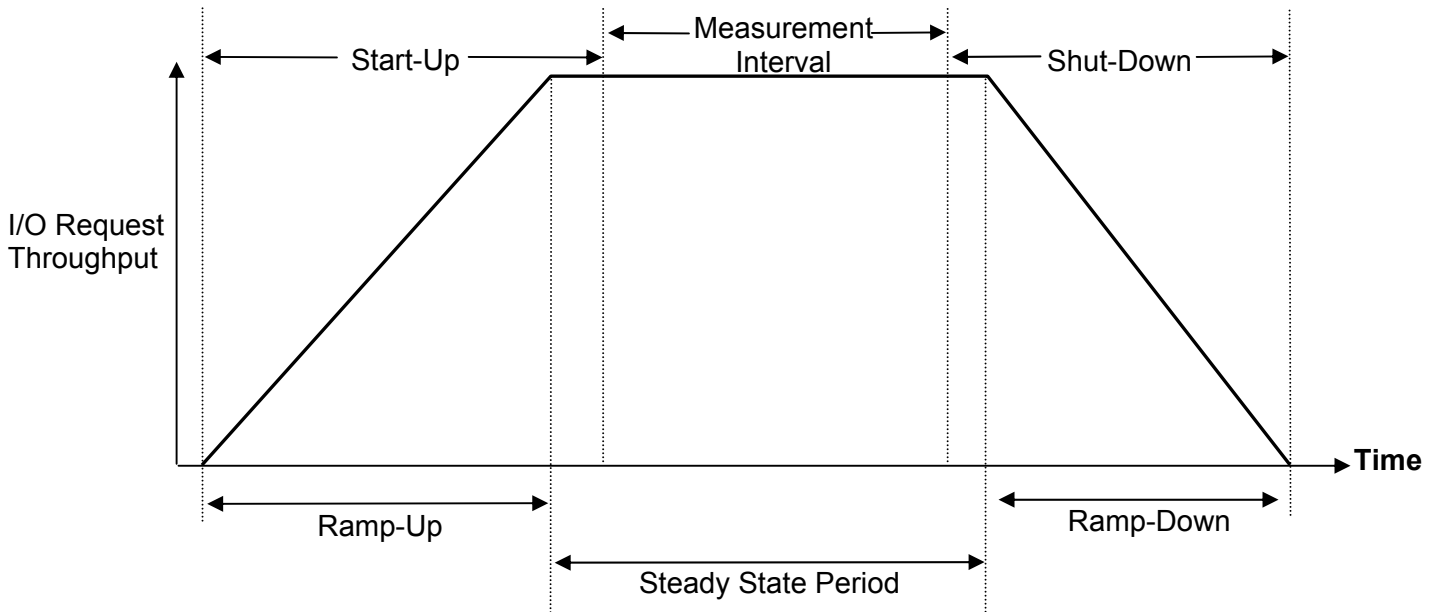 Measurement
Interval
Start-Up
Shut-Down
I/O Request
Throughput
Time
Ramp-Up
Ramp-Down
Steady State Period